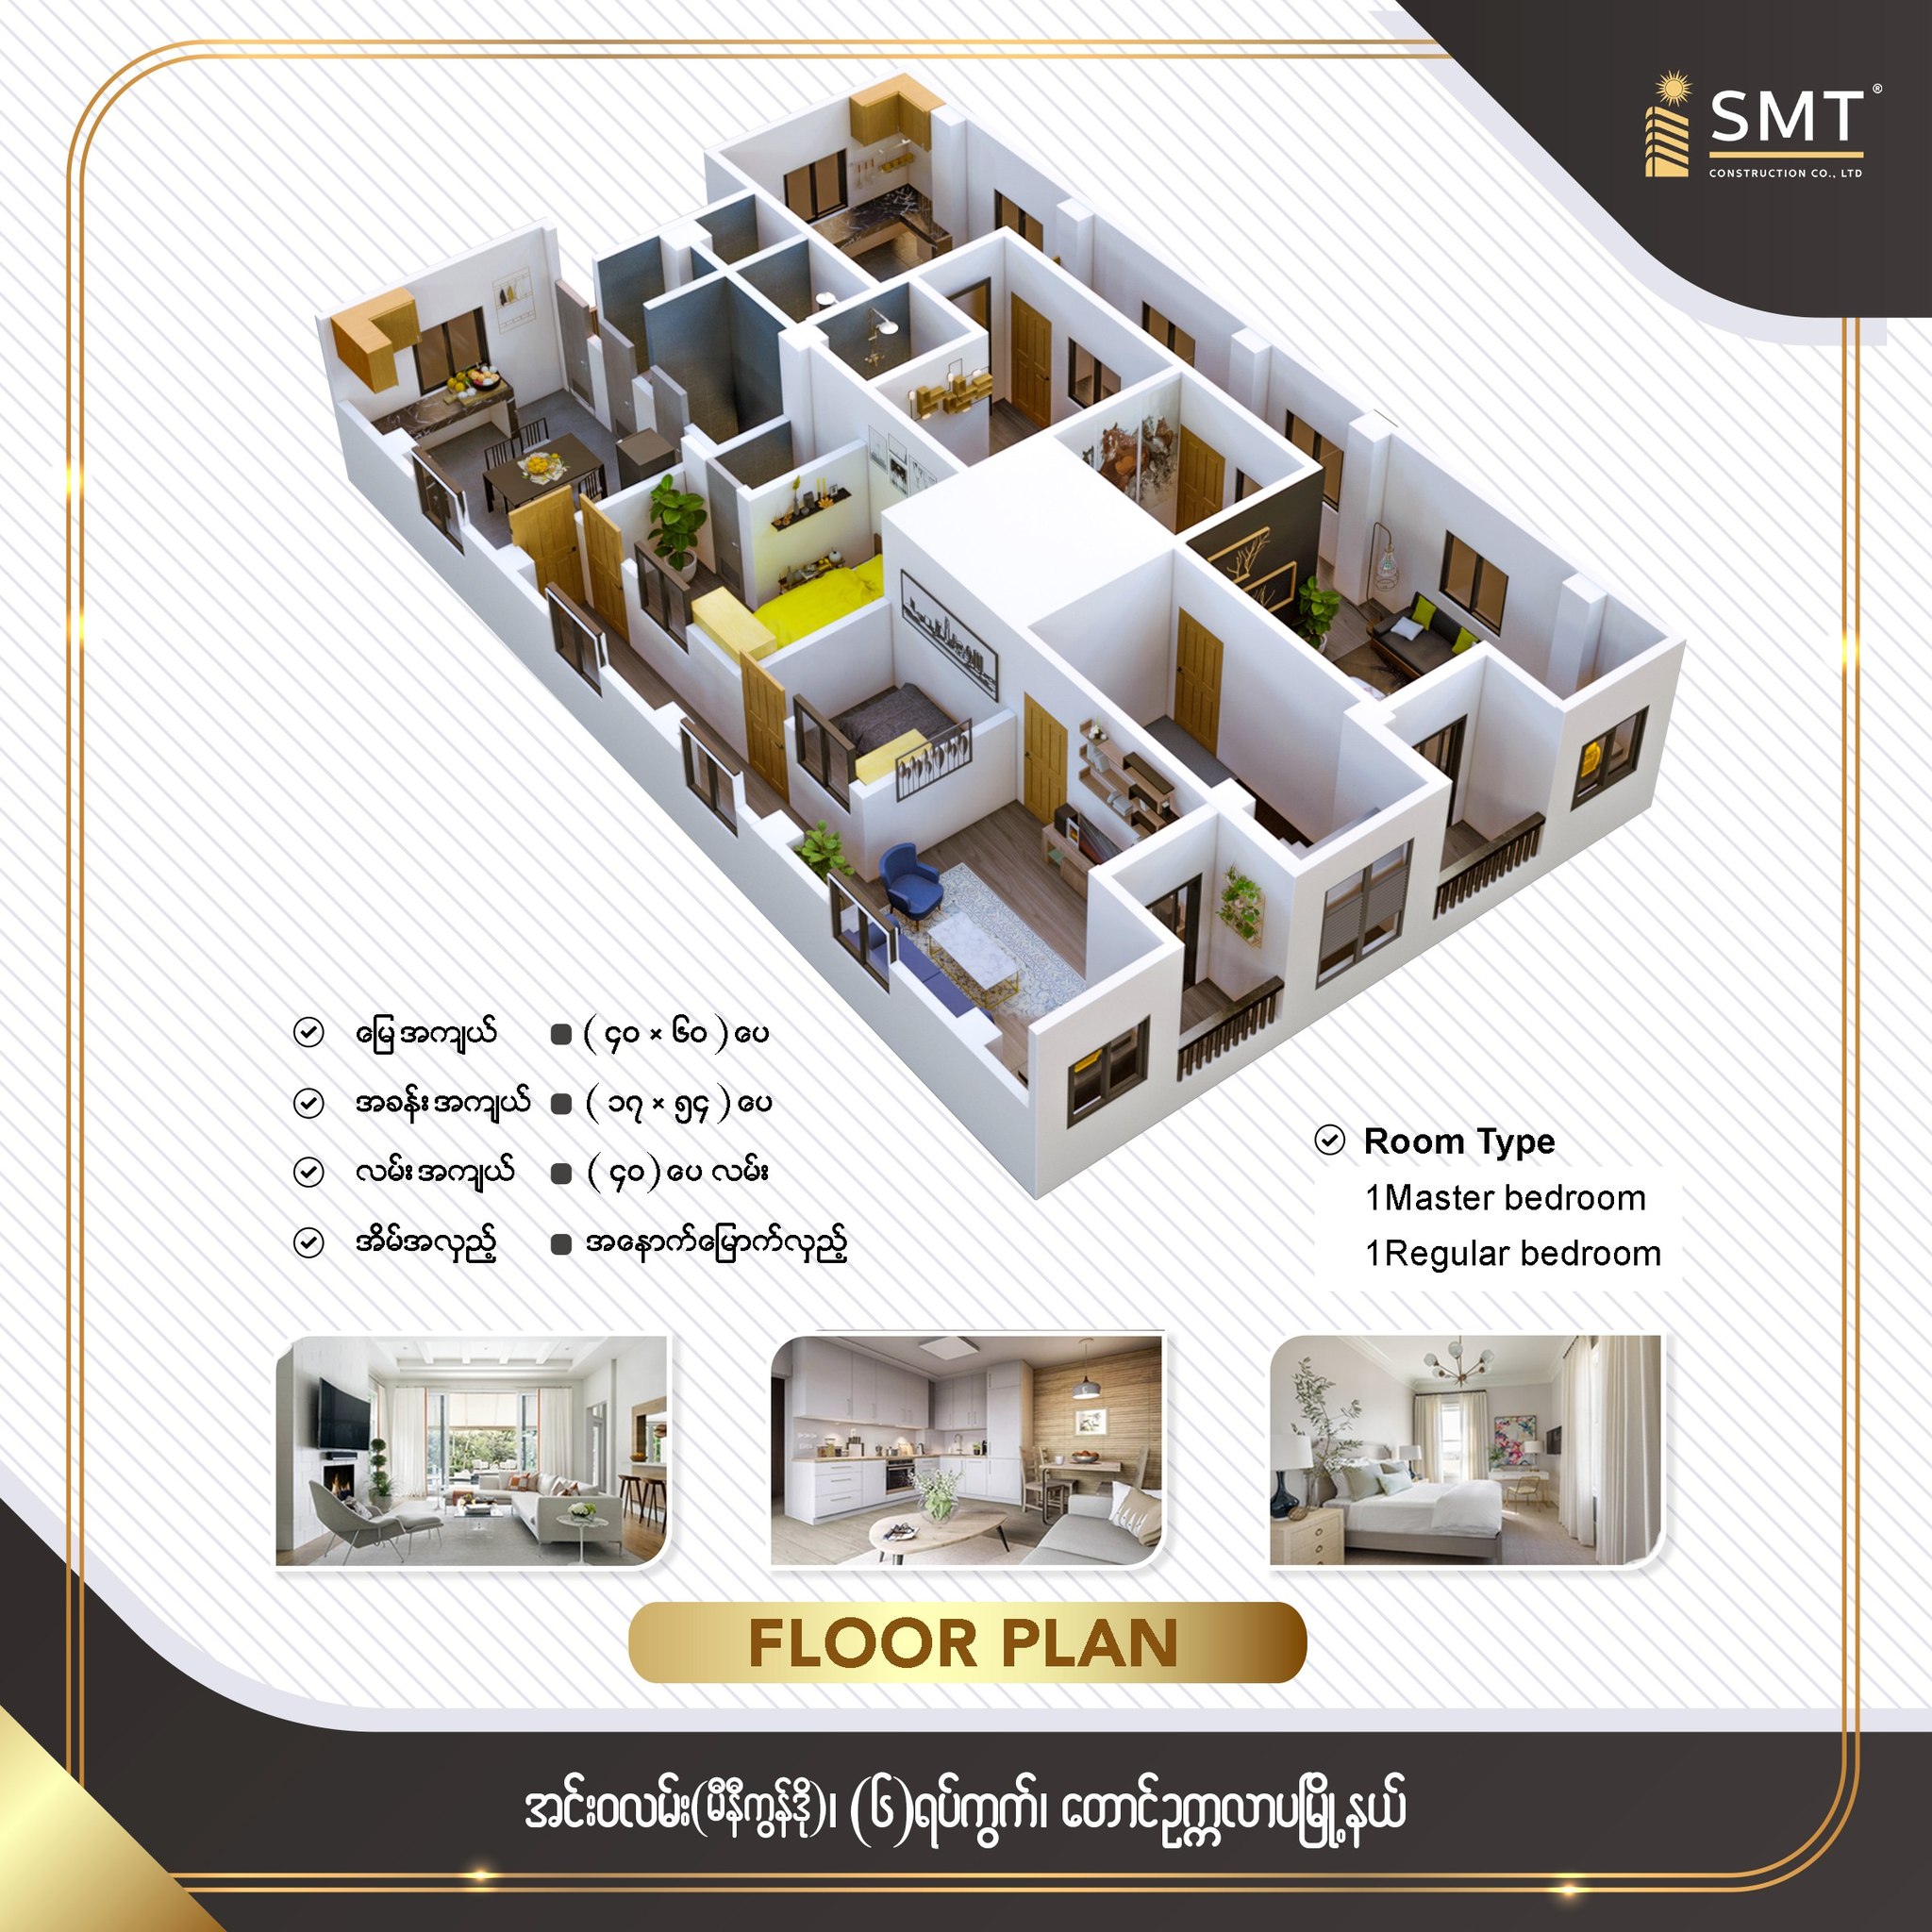 SMT®
CONSTRUCTION CO., LTD
မြေအကျယ် ■ ( ၄၀ × ၆၀ ) ပေ
အခန်းအကျယ် ■ ( ၁၇ × ၅၄ ) ပေ
လမ်းအကျယ် ■ ( ၄၀ ) ပေ လမ်း
အိမ်အလှည့် ■ အနောက်မြောက်လှည့်
Room Type
1Master bedroom
1Regular bedroom
FLOOR PLAN
အင်းဝလမ်း(မီနီကွန်ဒို)၊ (၆)ရပ်ကွက်၊ တောင်ဥက္ကလာပမြို့နယ်